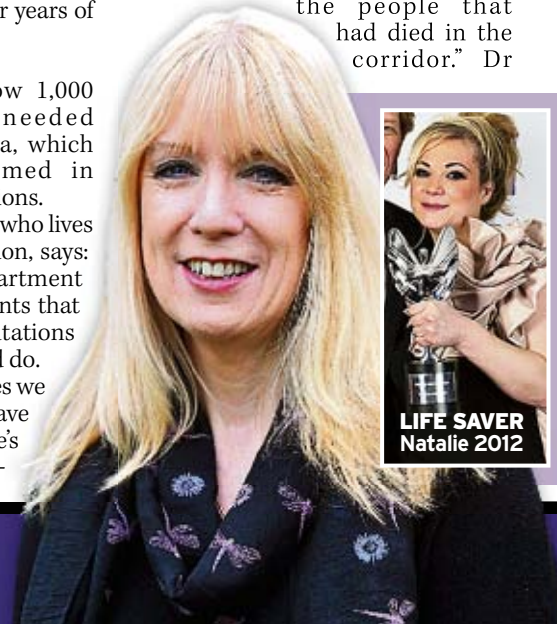 r years of
ow 1,000
needed
a, which
med in
ons.
who lives
on, says:
artment
nts that
tations
l do.
es we
ave
e's
–
the people that
had died in the
corridor.” Dr
LIFE SAVER
Natalie 2012